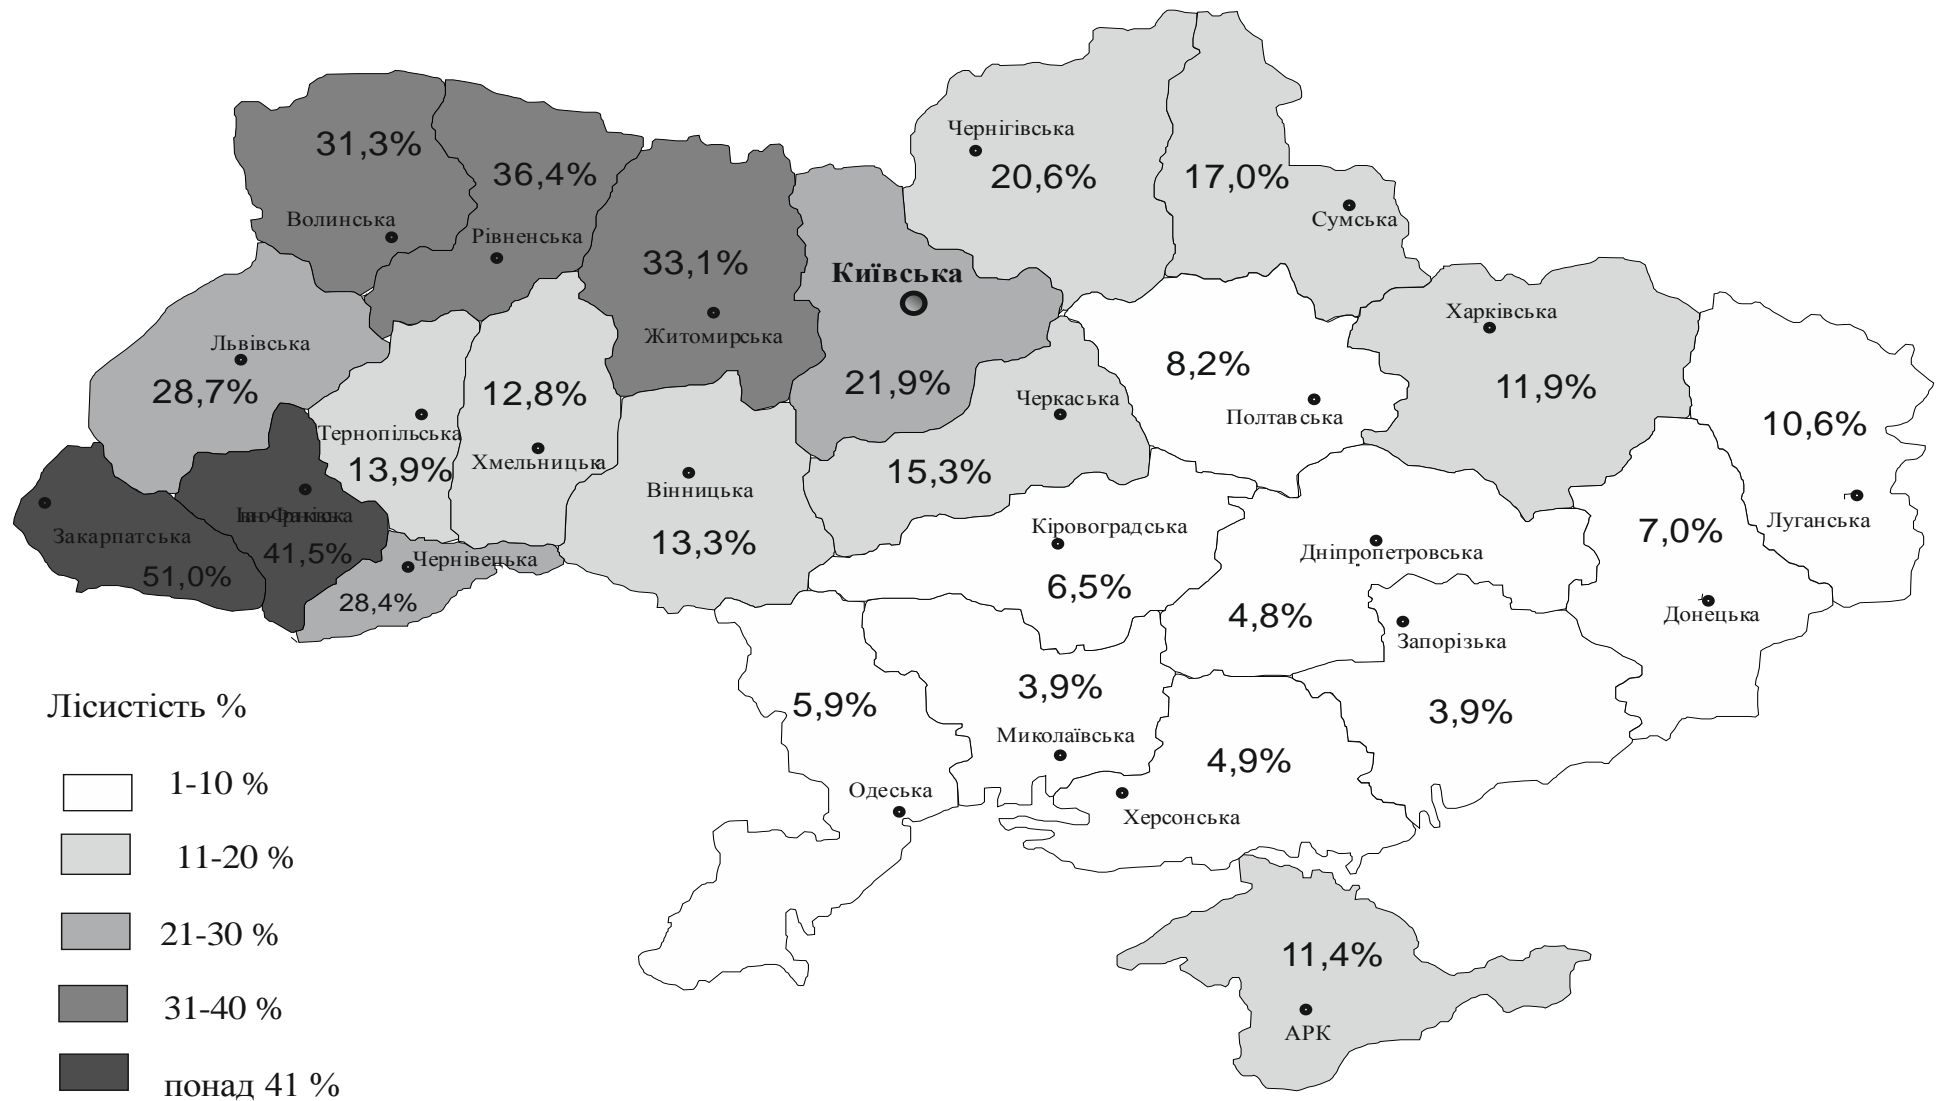 31,3%
Волинська
36,4%
Рівненська
33,1%
Житомирська
Київська
21,9%
Чернігівська
20,6%
17,0%
Сумська
Львівська
28,7%
Тернопільська
13,9%
12,8%
Хмельницька
Вінницька
13,3%
Черкаська
15,3%
8,2%
Полтавська
Харківська
11,9%
10,6%
Луганська
7,0%
Донецька
Закарпатська
51,0%
41,5%
Чернівецька
28,4%
Кіровоградська
6,5%
Дніпропетровська
4,8%
Запорізька
3,9%
5,9%
Одеська
3,9%
Миколаївська
4,9%
Херсонська
11,4%
АРК
Лісистість %
1-10 %
11-20 %
21-30 %
31-40 %
понад 41 %